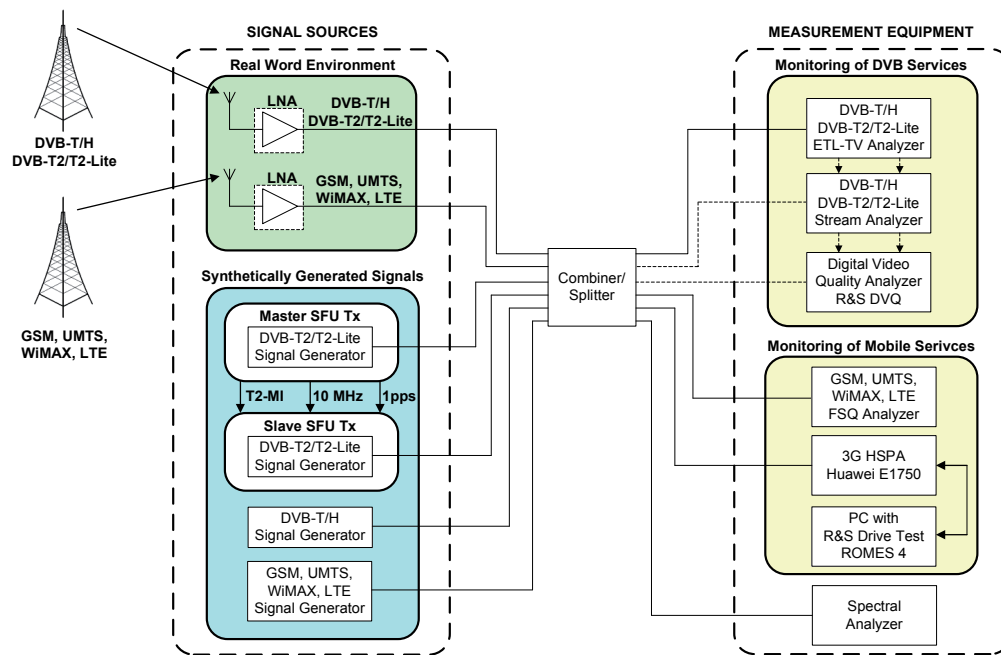 SIGNAL SOURCES
MEASUREMENT EQUIPMENT
DVB-T/H
DVB-T2/T2-Lite
GSM, UMTS,
WiMAX, LTE
Real Word Environment
LNA
DVB-T/H
DVB-T2/T2-Lite
LNA
GSM, UMTS,
WiMAX, LTE
Synthetically Generated Signals
Master SFU Tx
DVB-T2/T2-Lite
Signal Generator
T2-MI
10 MHz
1pps
Slave SFU Tx
DVB-T2/T2-Lite
Signal Generator
DVB-T/H
Signal Generator
GSM, UMTS,
WiMAX, LTE
Signal Generator
Combiner/
Splitter
Monitoring of DVB Services
DVB-T/H
DVB-T2/T2-Lite
ETL-TV Analyzer
DVB-T/H
DVB-T2/T2-Lite
Stream Analyzer
Digital Video
Quality Analyzer
R&S DVQ
Monitoring of Mobile Serivces
GSM, UMTS,
WiMAX, LTE
FSQ Analyzer
3G HSPA
Huawei E1750
PC with
R&S Drive Test
ROMES 4
Spectral
Analyzer